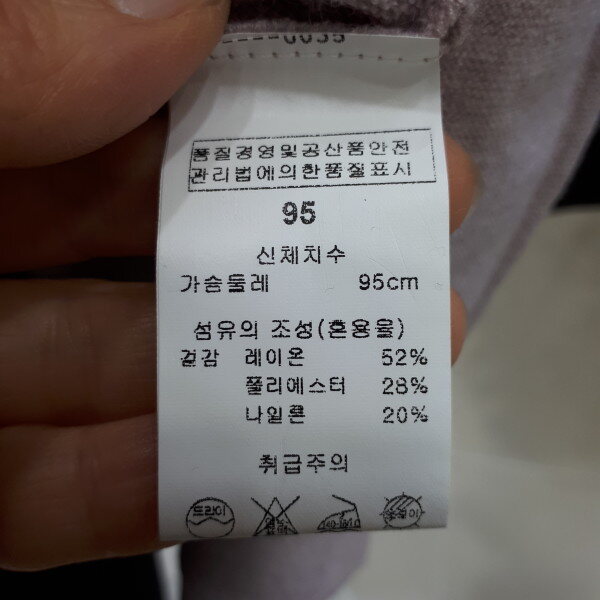 품질경영및공산품안전
관리법에의한품질표시
95
신체치수
가슴둘레 95cm
섬유의 조성(혼용율)
겉감 레이온 52%
폴리에스터 28%
나일론 20%
취급주의
드라이